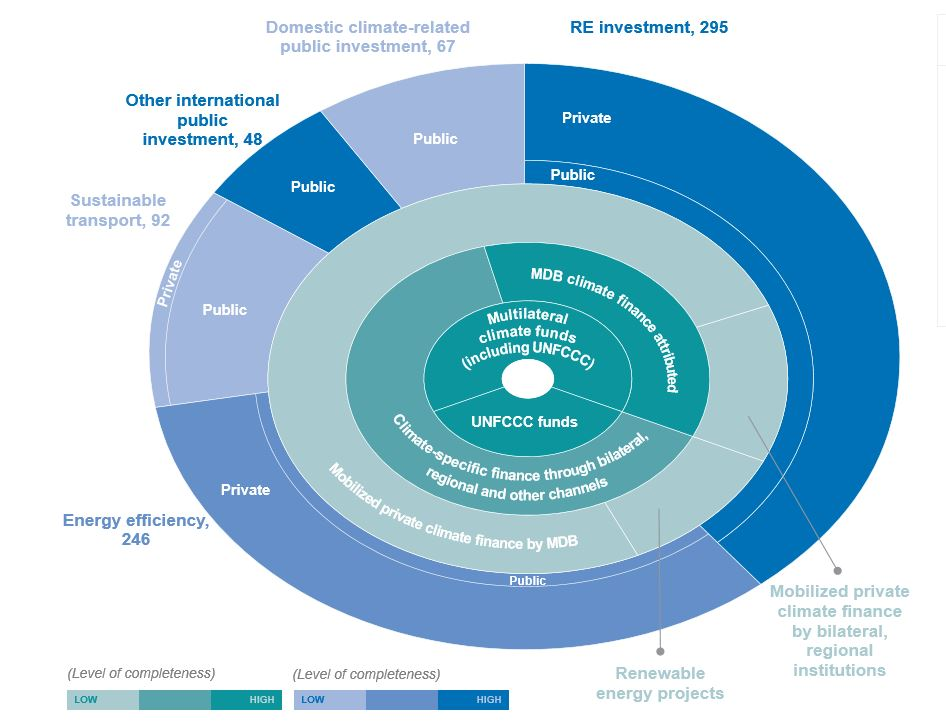 Domestic climate-related
public investment, 67
RE investment, 295
Other international
public
investment, 48
Private
Public
Public
Public
Sustainable
transport, 92
Private
Public
MDB climate finance attributed
Multilateral
climate funds
(including UNFCCC)
UNFCCC funds
Climate-specific finance through bilateral,
regional and other channels
Mobilized private climate finance by MDB
Private
Energy efficiency,
246
Public
Mobilized private
climate finance
by bilateral,
regional
institutions
Renewable
energy projects
(Level of completeness)
LOW HIGH
(Level of completeness)
LOW HIGH